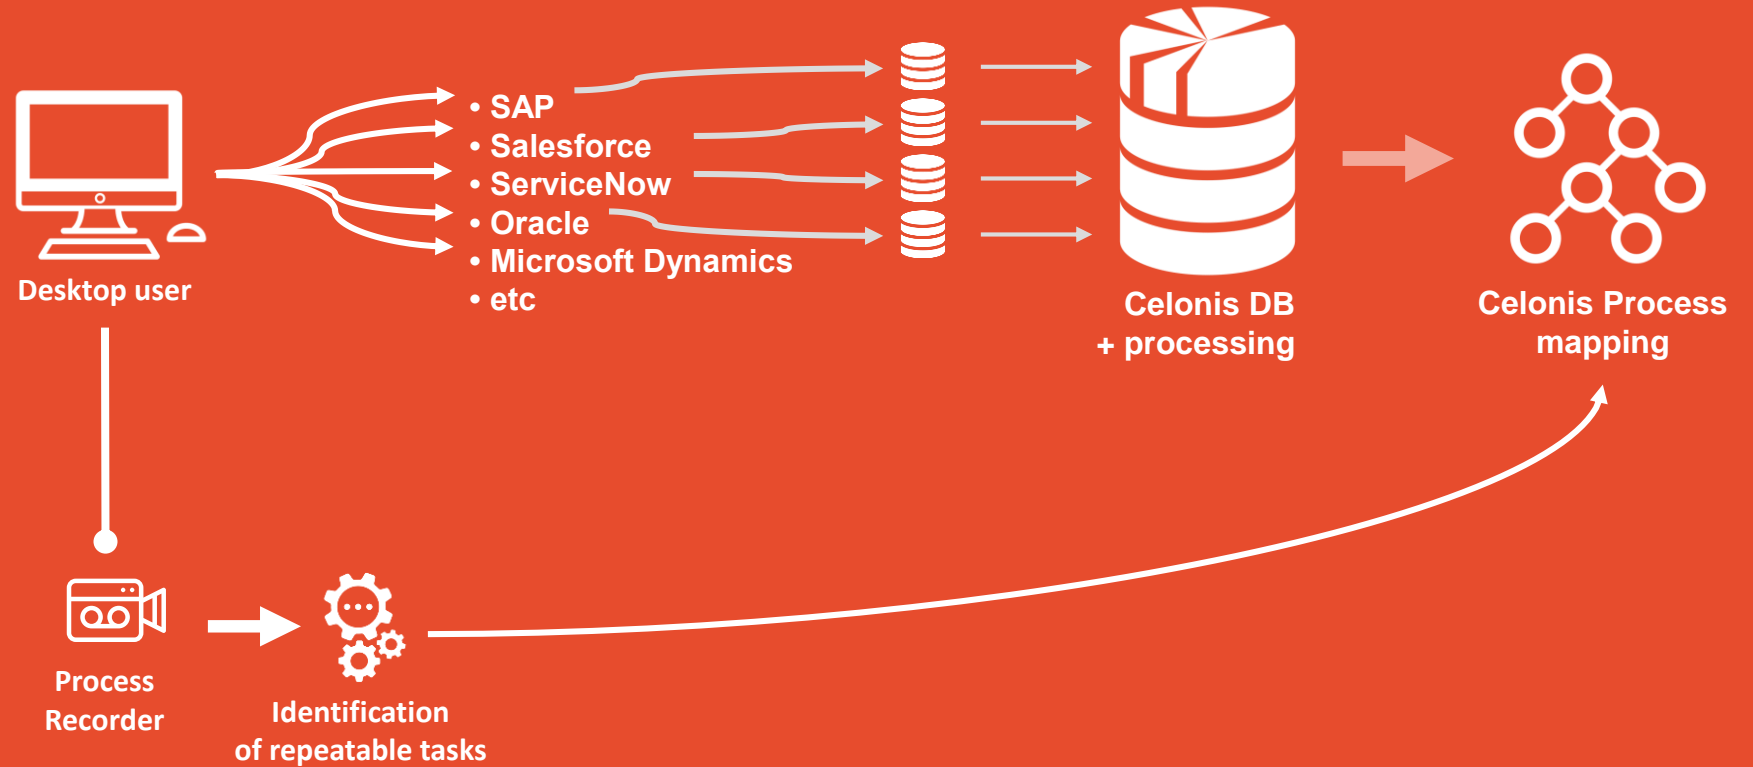 • SAP
• Salesforce
• ServiceNow
• Oracle
• Microsoft Dynamics
• etc
Desktop user
Celonis DB
+ processing
Celonis Process
mapping
Process
Recorder
Identification
of repeatable tasks